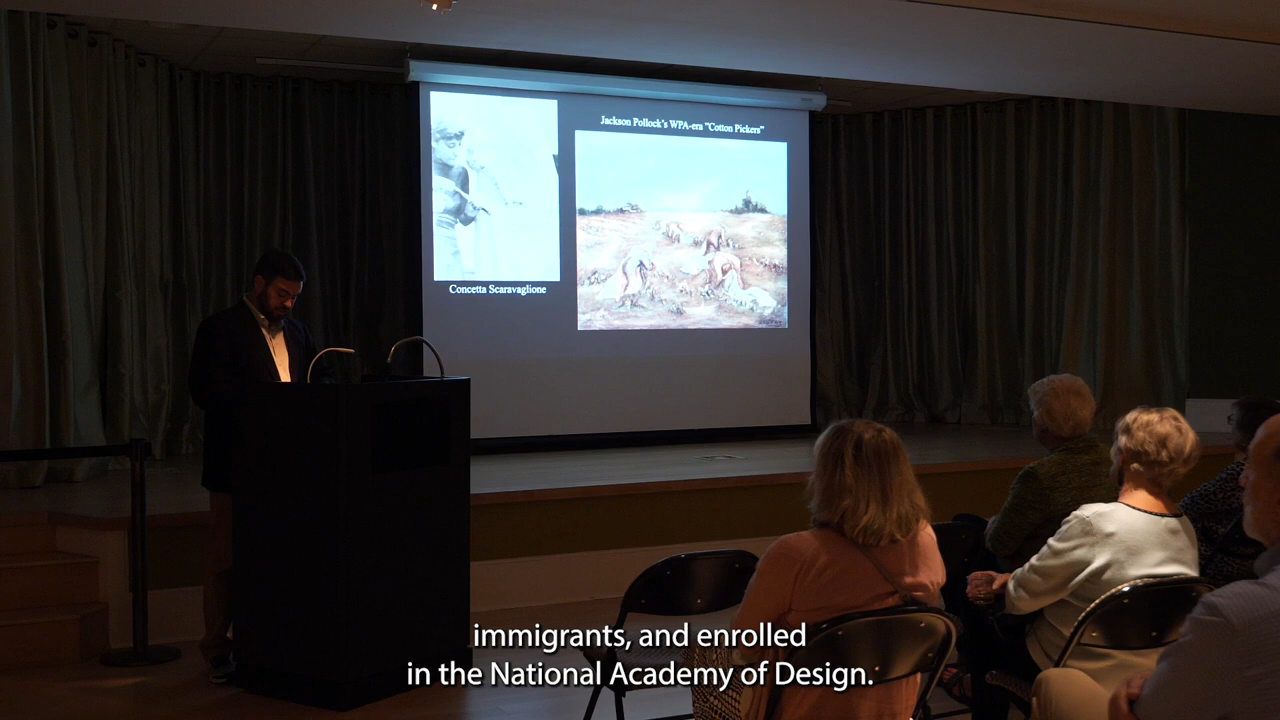 Jackson Pollock's WPA-era "Cotton Pickers"
Concetta Scaravaglione
immigrants, and enrolled
in the National Academy of Design.